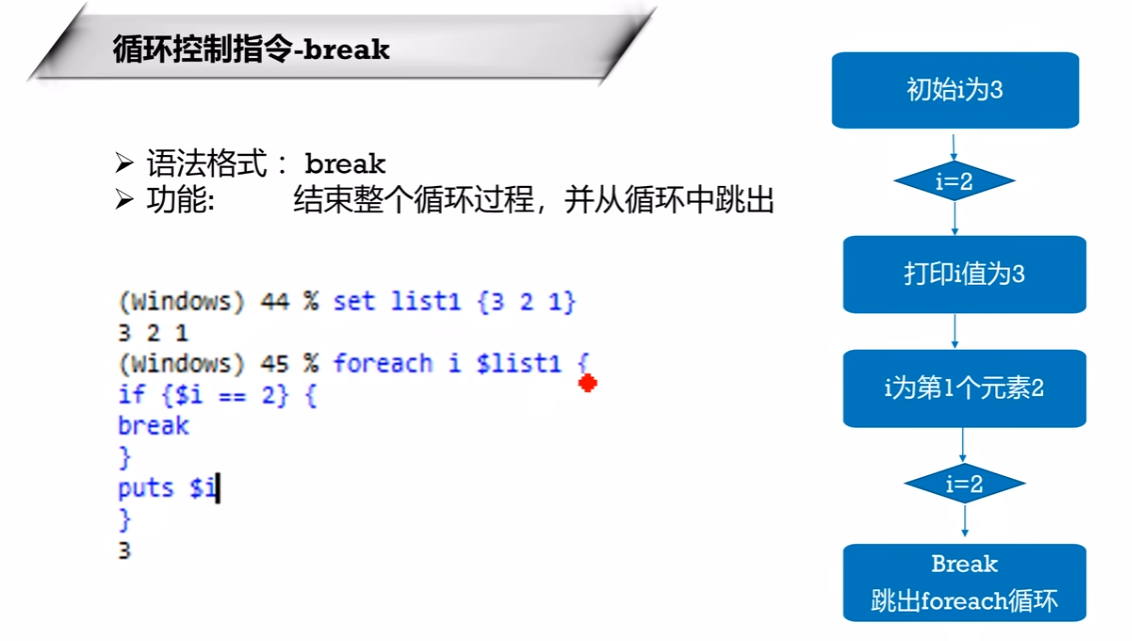 循环控制指令-break
➢ 语法格式： break
➢ 功能: 结束整个循环过程，并从循环中跳出
(Windows) 44 % set list1 {3 2 1}
3 2 1
(Windows) 45 % foreach i $list1 {
if {$i == 2} {
break
}
puts $i
}
3
初始i为3
i=2
打印i值为3
i为第1个元素2
i=2
Break
跳出foreach循环